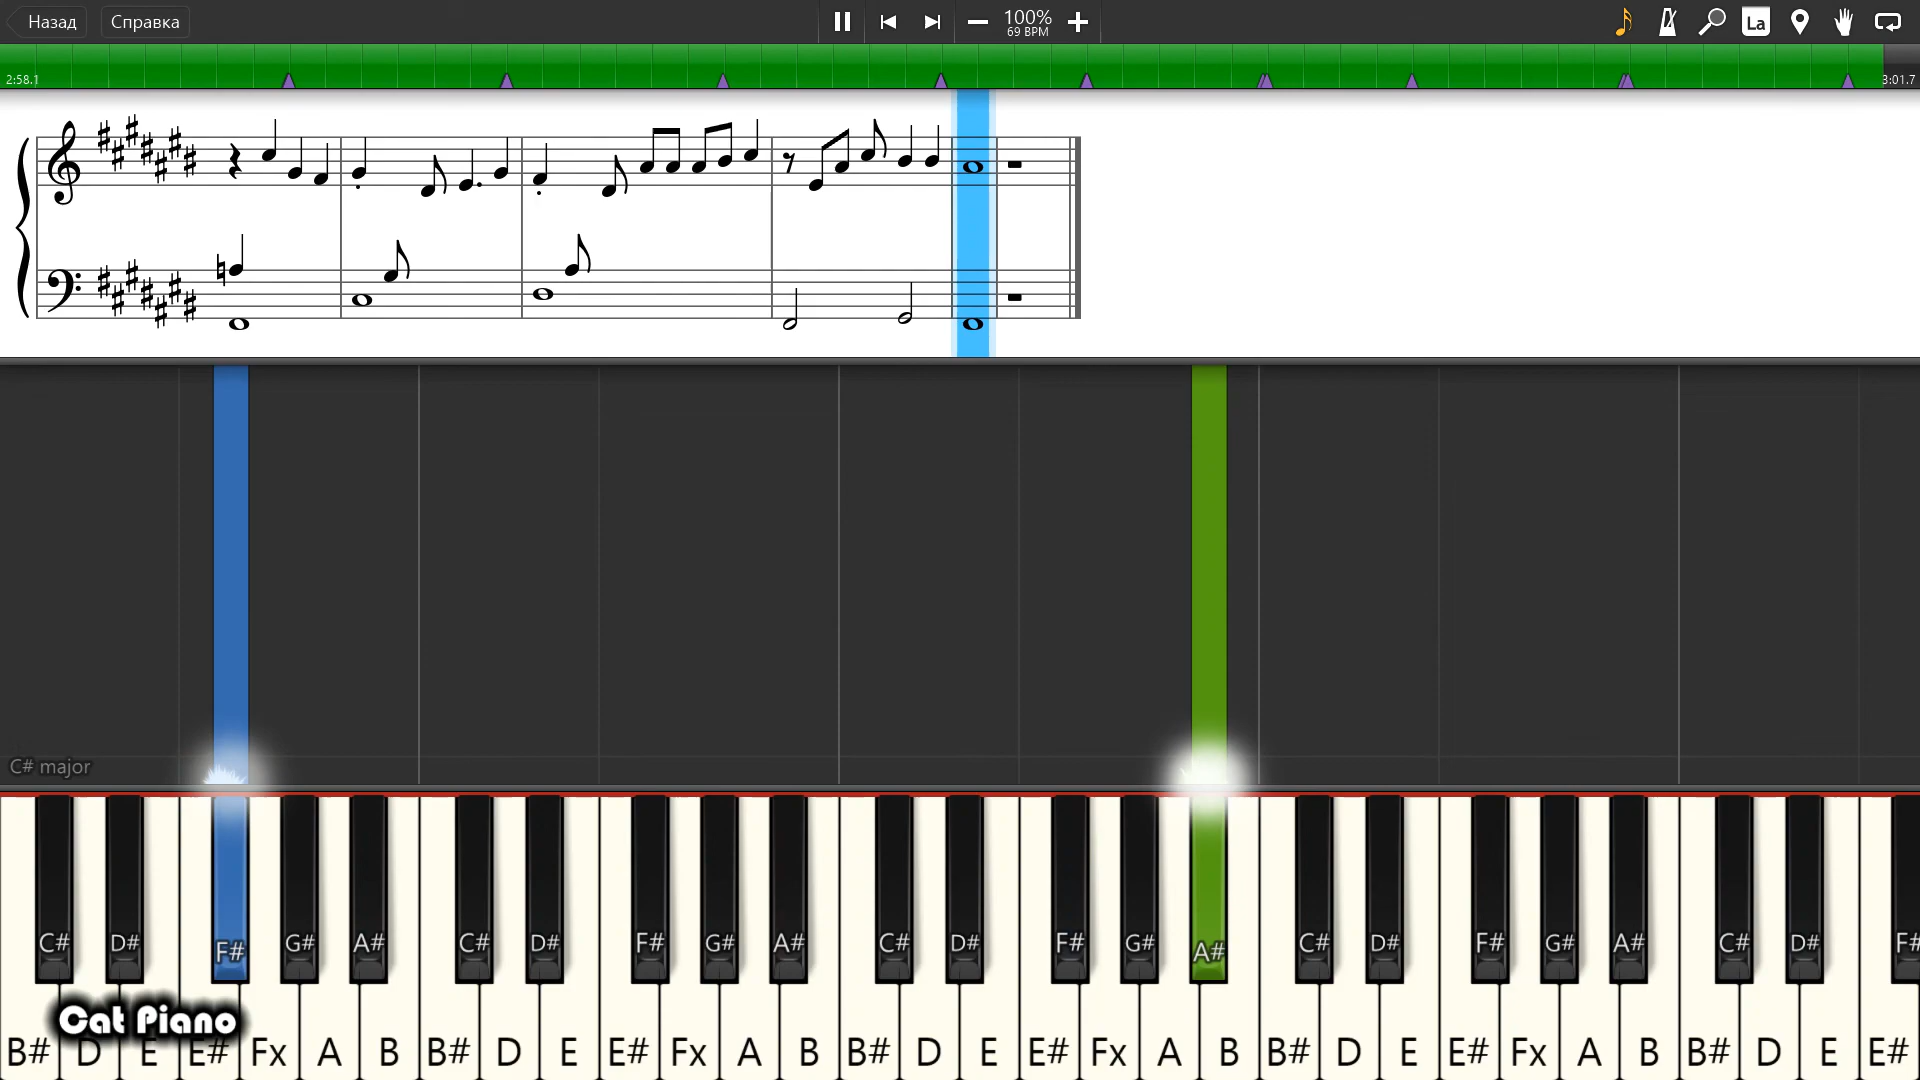 Назад Справка 100% La
69 BPM
2:58.1 3:01.7
C# major
C# D# F# G# A# C# D# F# G# A# C# D# F# G# A# C# D# F# G# A# C# D# F#
Cat Piano
B# D E E# Fx A B B# D E E# Fx A B B# D E E# Fx A B B# D E E# Fx A B B# D E E#